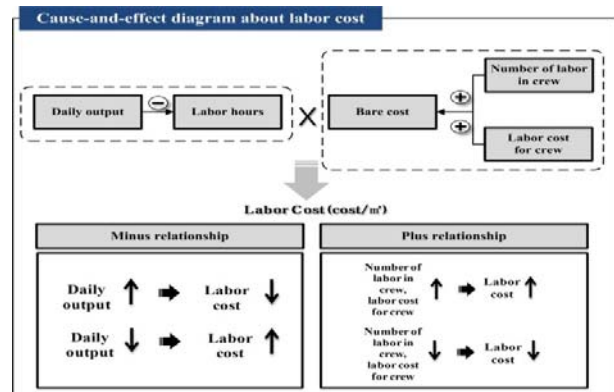 Cause-and-effect diagram about labor cost
Number of labor
in crew
Daily output
−
Labor hours
X
Bare cost
+
+
Labor cost
for crew
Labor Cost (cost/㎡)
Minus relationship
Plus relationship
Daily
output
Labor
cost
Daily
output
Labor
cost
Number of
labor in
crew,
labor cost
for crew
Labor
cost
Number of
labor in
crew,
labor cost
for crew
Labor
cost